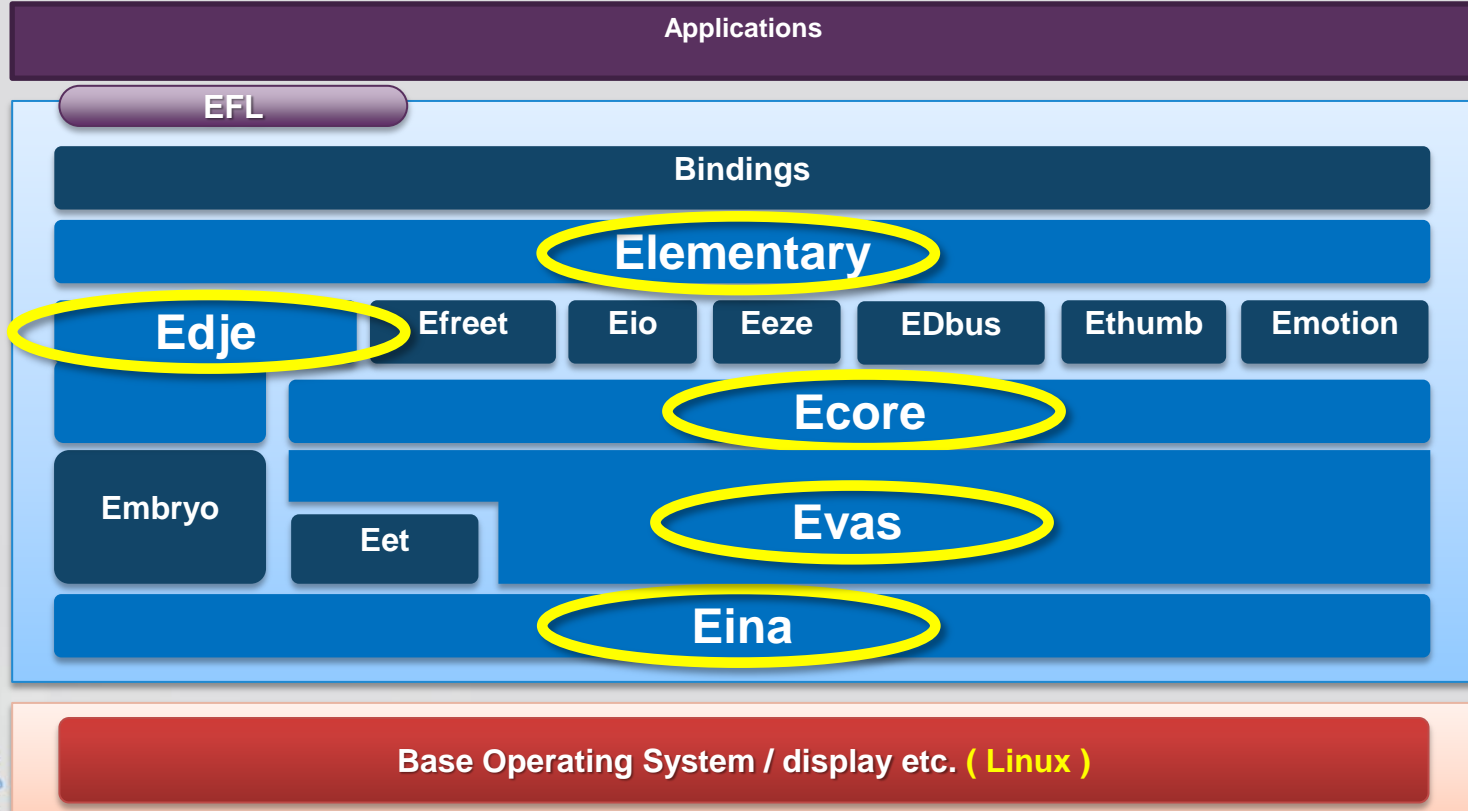 Applications
EFL
Bindings
Elementary
Edje
Efreet
Eio
Eeze
EDbus
Ethumb
Emotion
Ecore
Embryo
Eet
Evas
Eina
Base Operating System / display etc. ( Linux )